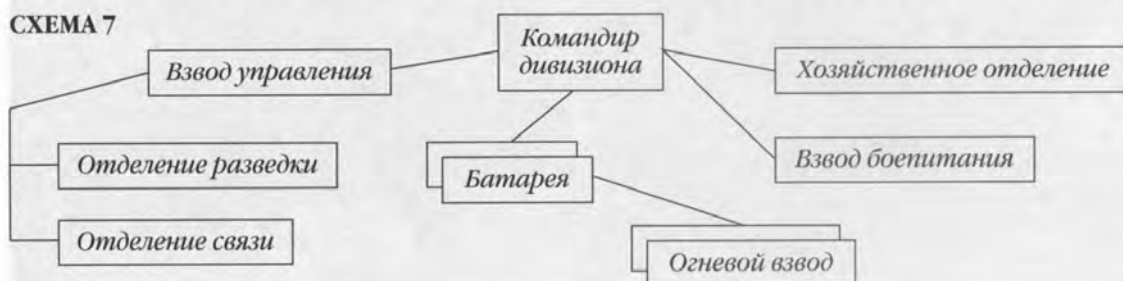 СХЕМА 7
Командир
дивизиона
Взвод управления
Хозяйственное отделение
Отделение разведки
Батарея
Взвод боепитания
Отделение связи
Огневой взвод